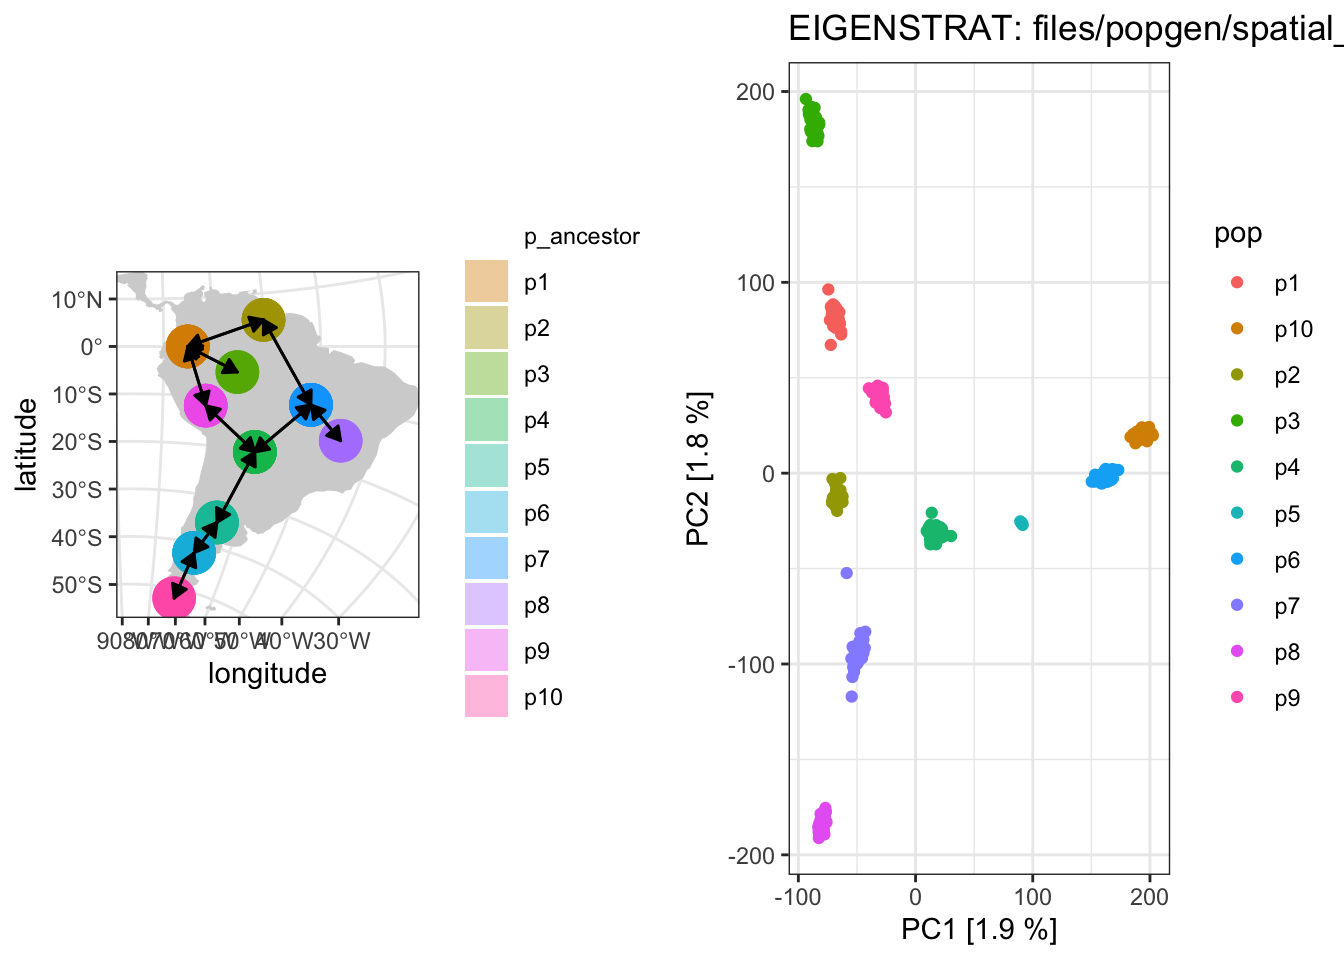 EIGENSTRAT: files/popgen/spatial_
10°N
0°
10°S
20°S
30°S
40°S
50°S
latitude
40°W
30°W
longitude
p_ancestor
p1
p2
p3
p4
p5
p6
p7
p8
p9
p10
200
100
0
-100
-200
PC2 [1.8 %]
-100
0
100
200
PC1 [1.9 %]
pop
p1
p10
p2
p3
p4
p5
p6
p7
p8
p9